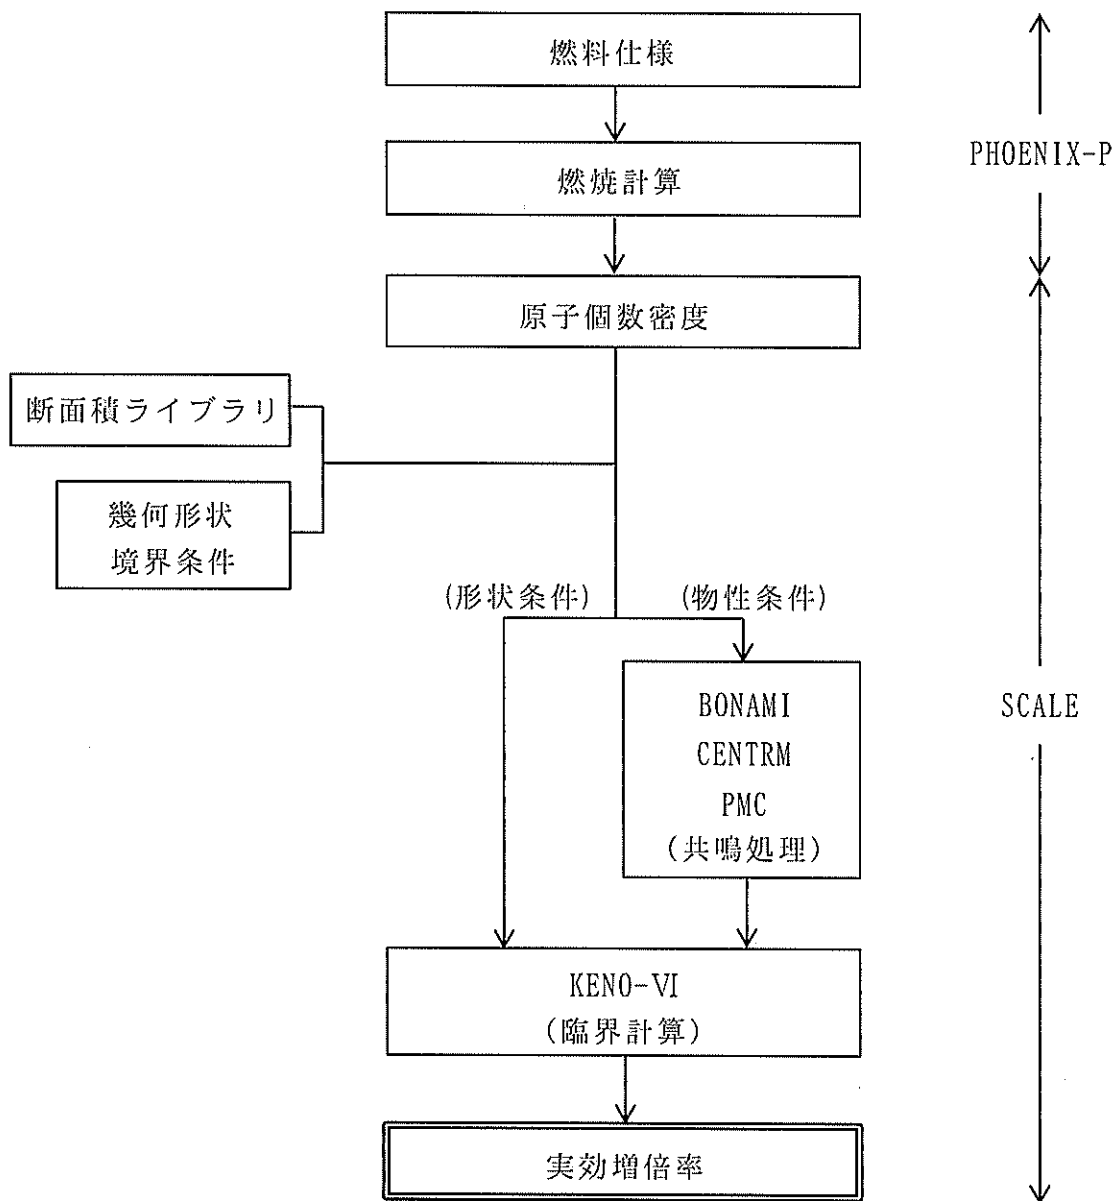 燃料仕様
PHOENIX-P
燃焼計算
原子個数密度
断面積ライブラリ
幾何形状
境界条件
(形状条件)
(物性条件)
BONAMI
CENTRM
PMC
(共鳴処理)
SCALE
KENO-Ⅵ
(臨界計算)
実効増倍率